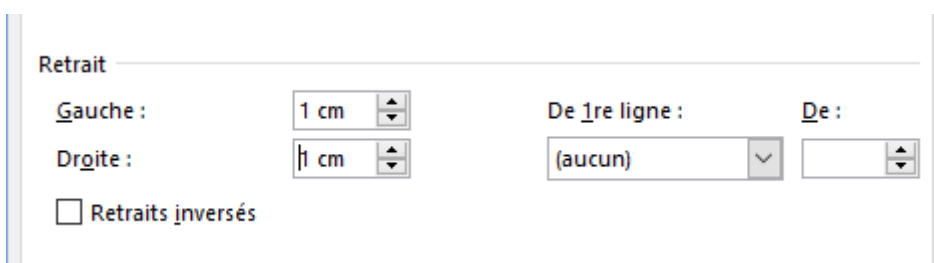 Retrait
Gauche : 1 cm De 1re ligne : De :
Droite : 1 cm (aucun)
Retraits inversés